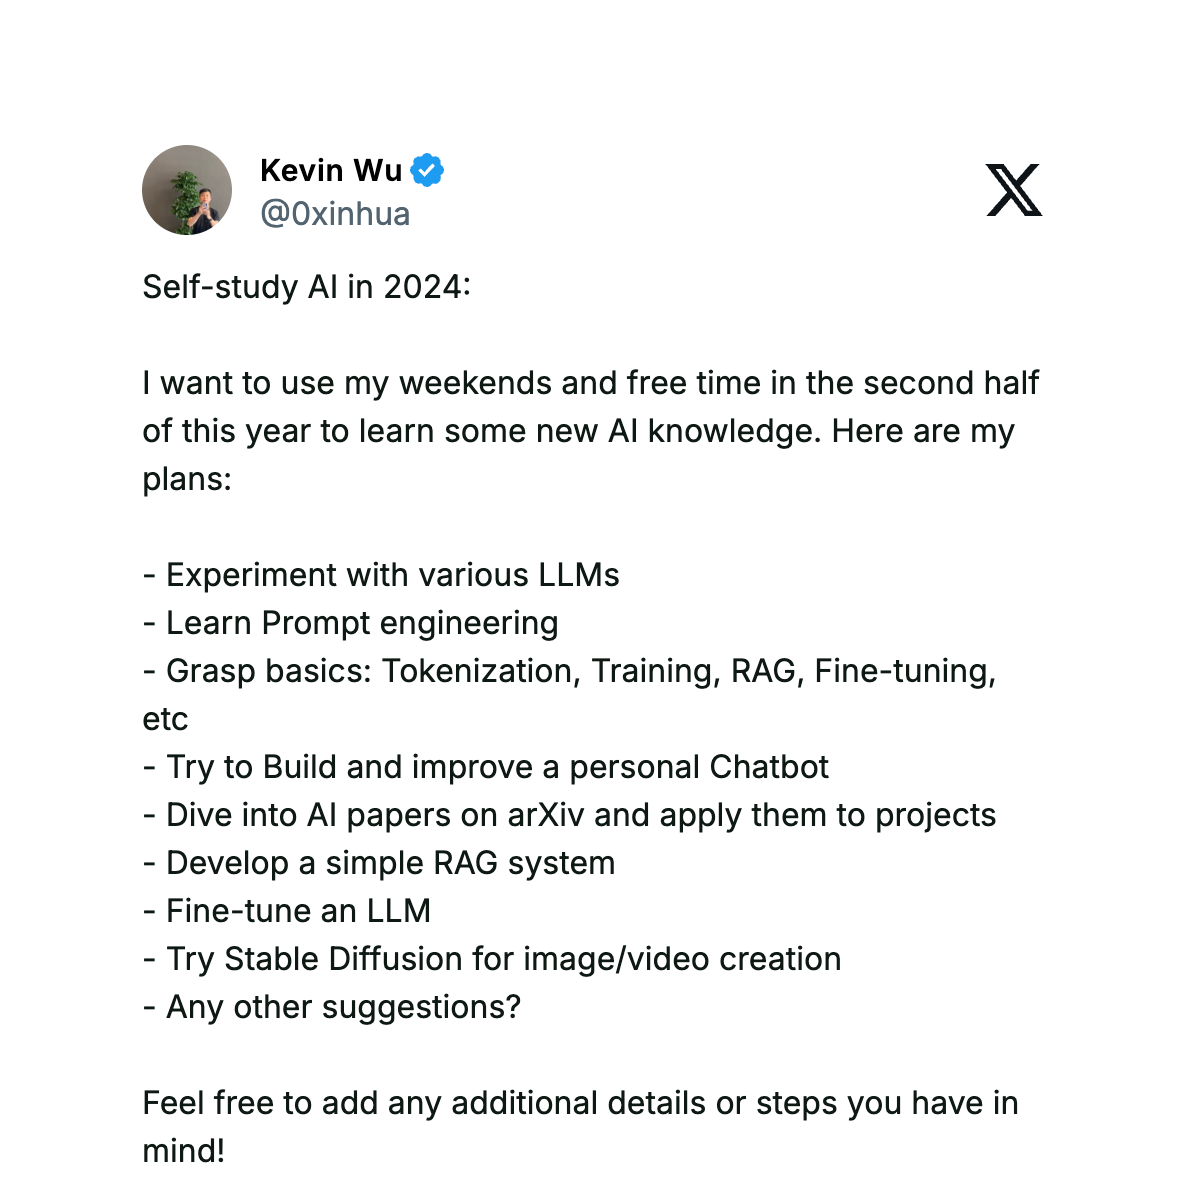 Kevin Wu
@0xinhua
Self-study AI in 2024:
I want to use my weekends and free time in the second half
of this year to learn some new AI knowledge. Here are my
plans:
- Experiment with various LLMs
- Learn Prompt engineering
- Grasp basics: Tokenization, Training, RAG, Fine-tuning,
etc
- Try to Build and improve a personal Chatbot
- Dive into AI papers on arXiv and apply them to projects
- Develop a simple RAG system
- Fine-tune an LLM
- Try Stable Diffusion for image/video creation
- Any other suggestions?
Feel free to add any additional details or steps you have in
mind!